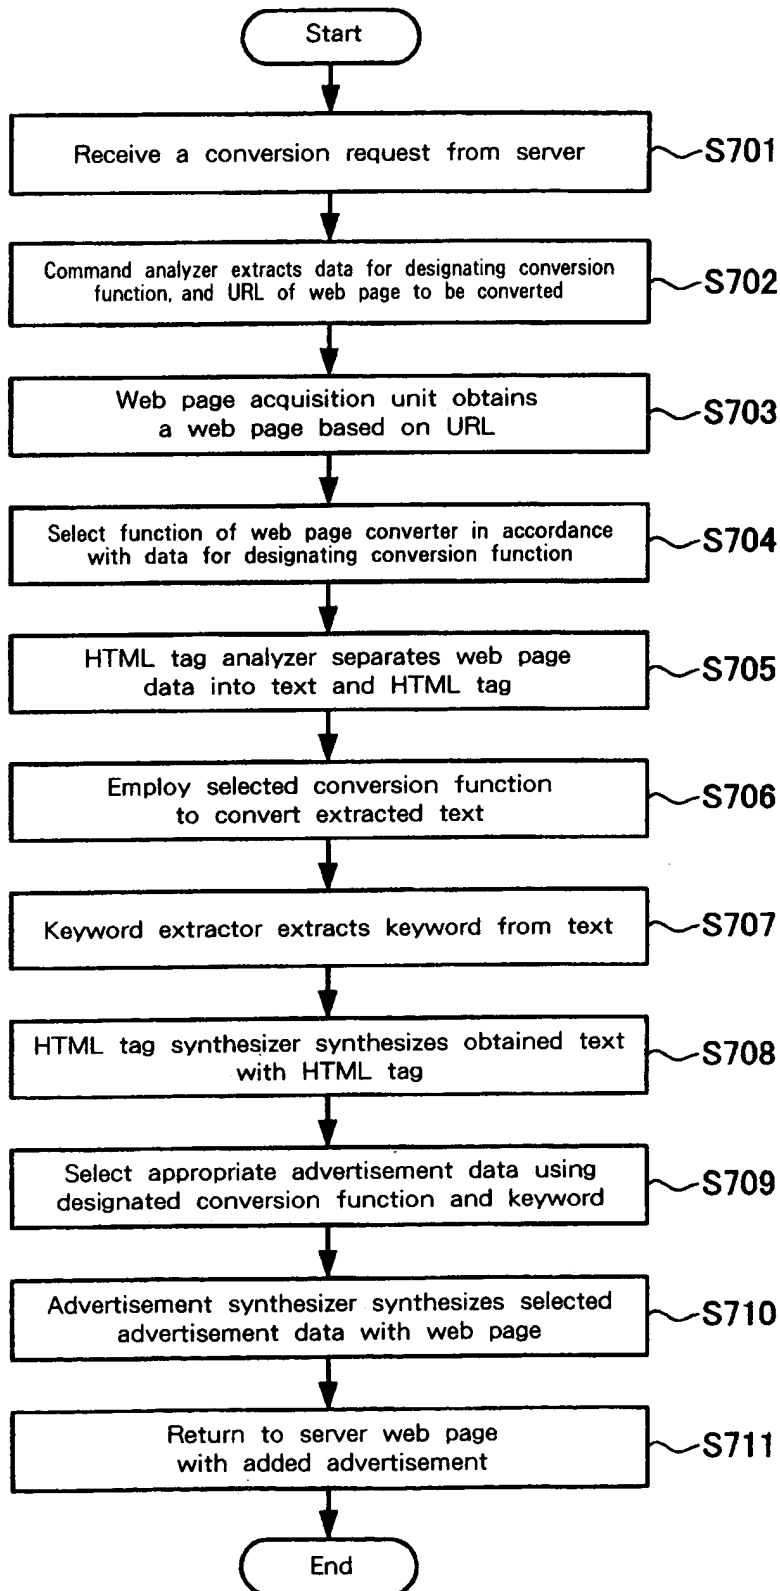 Start
Receive a conversion request from server
S701
Command analyzer extracts data for designating conversion
function, and URL of web page to be converted
S702
Web page acquisition unit obtains
a web page based on URL
S703
Select function of web page converter in accordance
with data for designating conversion function
S704
HTML tag analyzer separates web page
data into text and HTML tag
S705
Employ selected conversion function
to convert extracted text
S706
Keyword extractor extracts keyword from text
S707
HTML tag synthesizer synthesizes obtained text
with HTML tag
S708
Select appropriate advertisement data using
designated conversion function and keyword
S709
Advertisement synthesizer synthesizes selected
advertisement data with web page
S710
Return to server web page
with added advertisement
S711
End